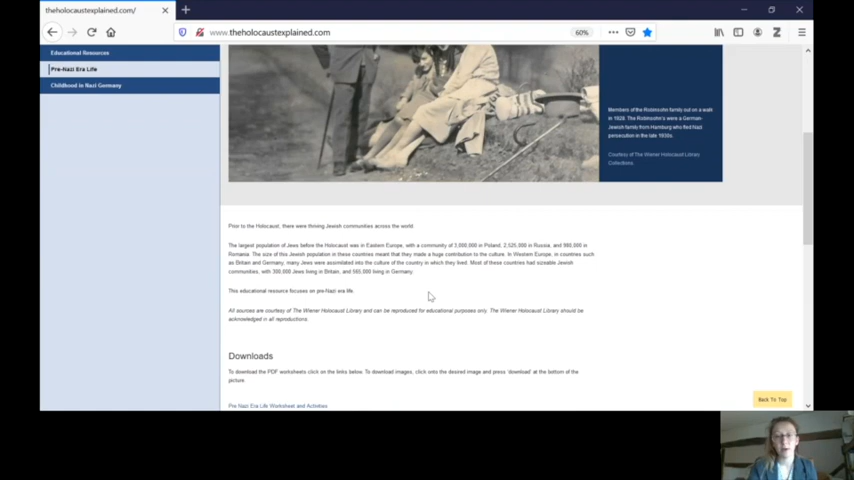 theholocaustexplained.com/
www.theholocaustexplained.com
60%
Educational Resources
Pre-Nazi Era Life
Childhood in Nazi Germany
Members of the Robinsohn family out on a walk
in 1928. The Robinsohn's were a German-
Jewish family from Hamburg who fled Nazi
persecution in the late 1930s.
Courtesy of The Wiener Holocaust Library
Collections.
Prior to the Holocaust, there were thriving Jewish communities across the world
The largest population of Jews before the Holocaust was in Eastern Europe, with a community of 3,000,000 in Poland, 2,525,000 in Russia, and 980,000 in
Romania. The size of this Jewish population in these countries meant that they made a huge contribution to the culture. In Western Europe, in countries such
as Britain and Germany, many Jews were assimilated into the culture of the country in which they lived. Most of these countries had sizeable Jewish
communities, with 300,000 Jews living in Britain, and 565,000 living in Germany.
This educational resource focuses on pre-Nazi era life.
All sources are courtesy of The Wiener Holocaust Library and can be reproduced for educational purposes only. The Wiener Holocaust Library should be
acknowledged in all reproductions.
Downloads
To download the PDF worksheets click on the links below. To download images, click onto the desired image and press 'download' at the bottom of the
picture.
Pre Nazi Era Life Worksheet and Activities
Back To Top